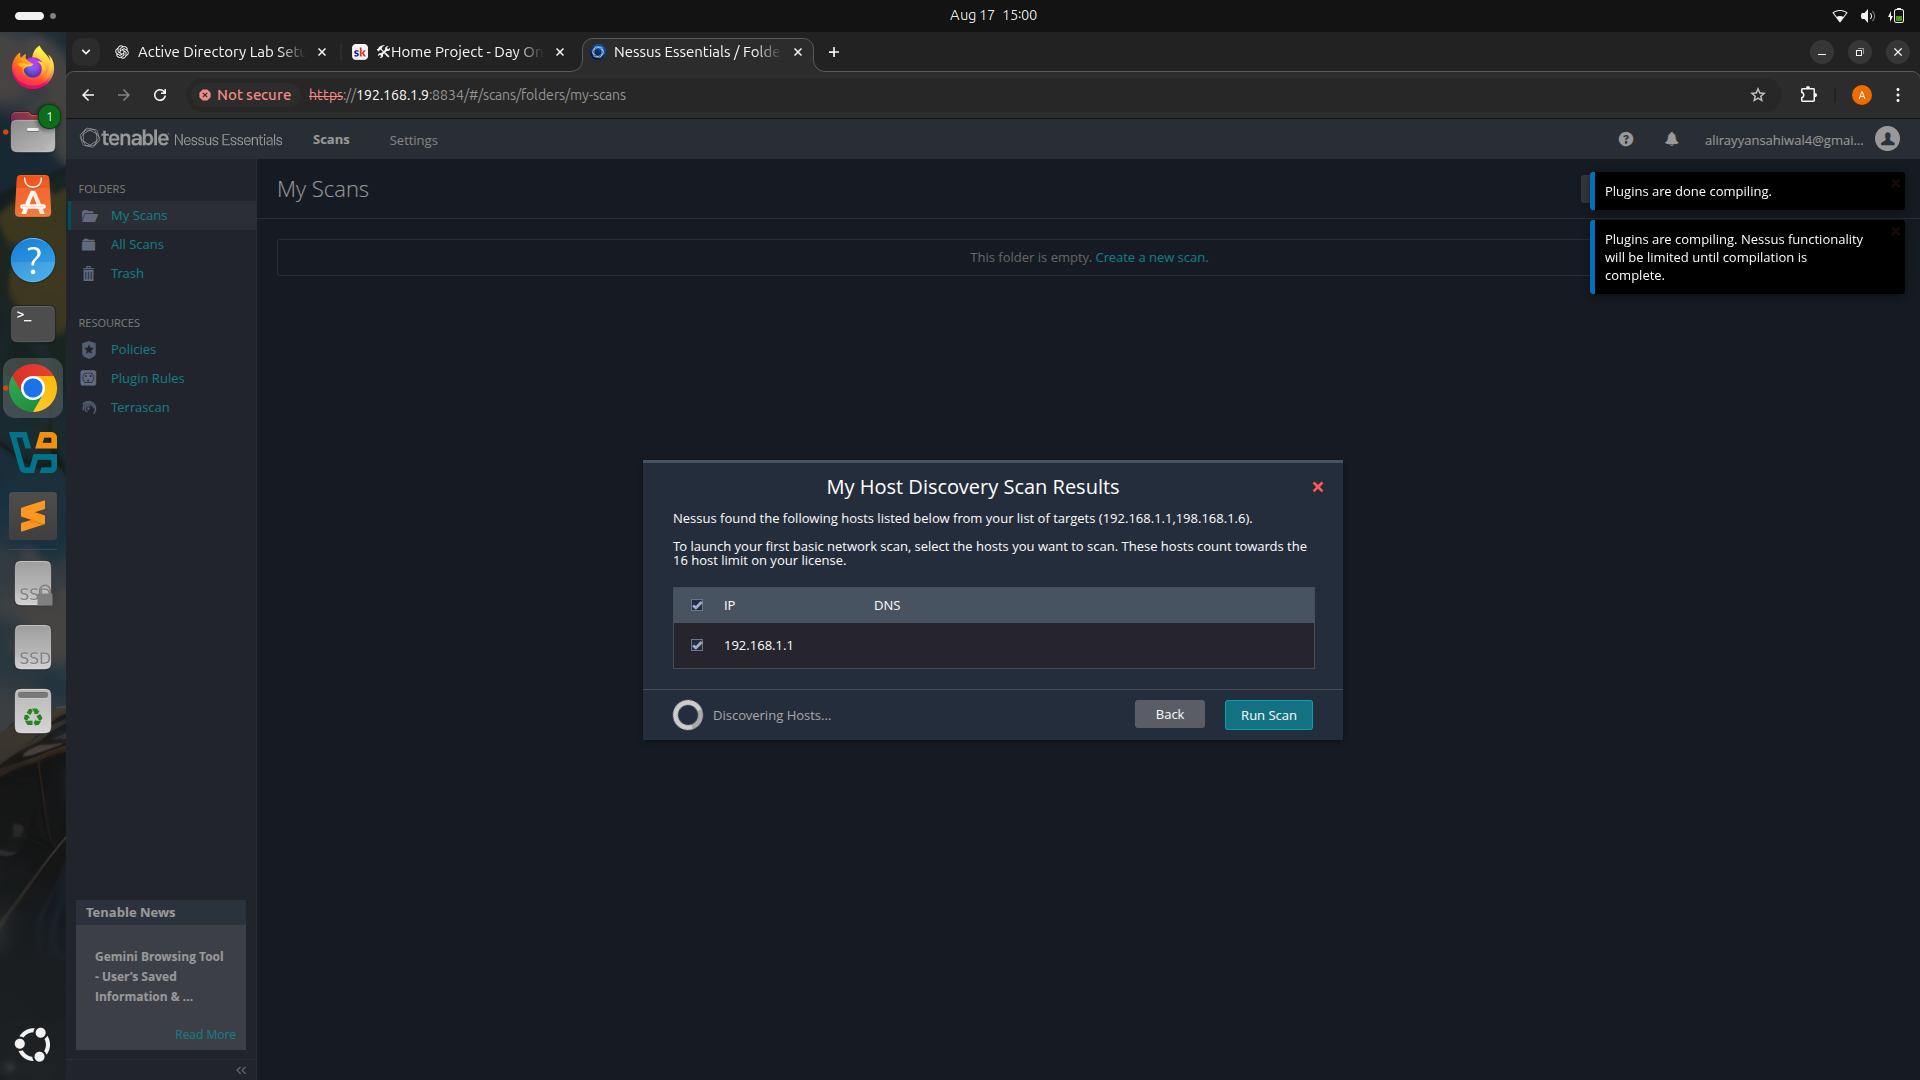 Aug 17 15:00
Active Directory Lab Setu
🛠Home Project - Day On
Nessus Essentials / Folde
Not secure
https://192.168.1.9:8834/#/scans/folders/my-scans
A
1
tenable Nessus Essentials
Scans
Settings
alirayyansahiwal4@gmai...
FOLDERS
My Scans
All Scans
Trash
RESOURCES
Policies
Plugin Rules
Terrascan
My Scans
This folder is empty. Create a new scan.
Plugins are done compiling.
Plugins are compiling. Nessus functionality
will be limited until compilation is
complete.
My Host Discovery Scan Results
Nessus found the following hosts listed below from your list of targets (192.168.1.1,198.168.1.6).
To launch your first basic network scan, select the hosts you want to scan. These hosts count towards the
16 host limit on your license.
IP DNS
192.168.1.1
Discovering Hosts...
Back
Run Scan
SSD
Tenable News
Gemini Browsing Tool
- User's Saved
Information & ...
Read More